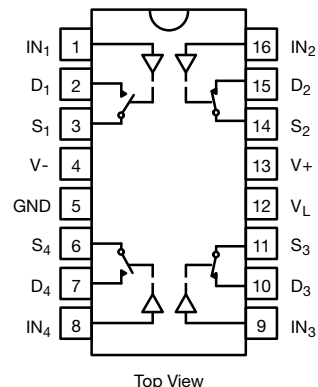 IN1 1 16 IN2
D1 2 15 D2
S1 3 14 S2
V- 4 13 V+
GND 5 12 VL
S4 6 11 S3
D4 7 10 D3
IN4 8 9 IN3
Top View